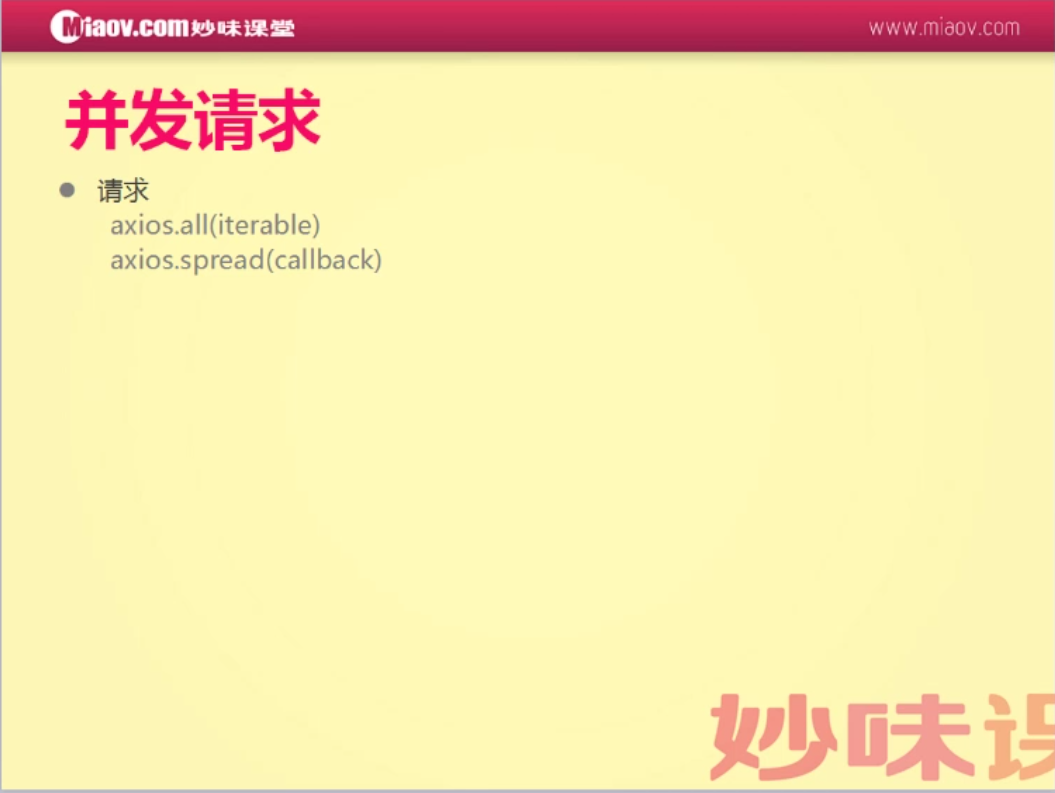 Miaov.com妙味课堂
www.miaov.com
并发请求
请求
axios.all(iterable)
axios.spread(callback)
妙味课